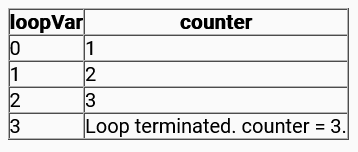 loopVar counter
0 1
1 2
2 3
3 Loop terminated. counter = 3.